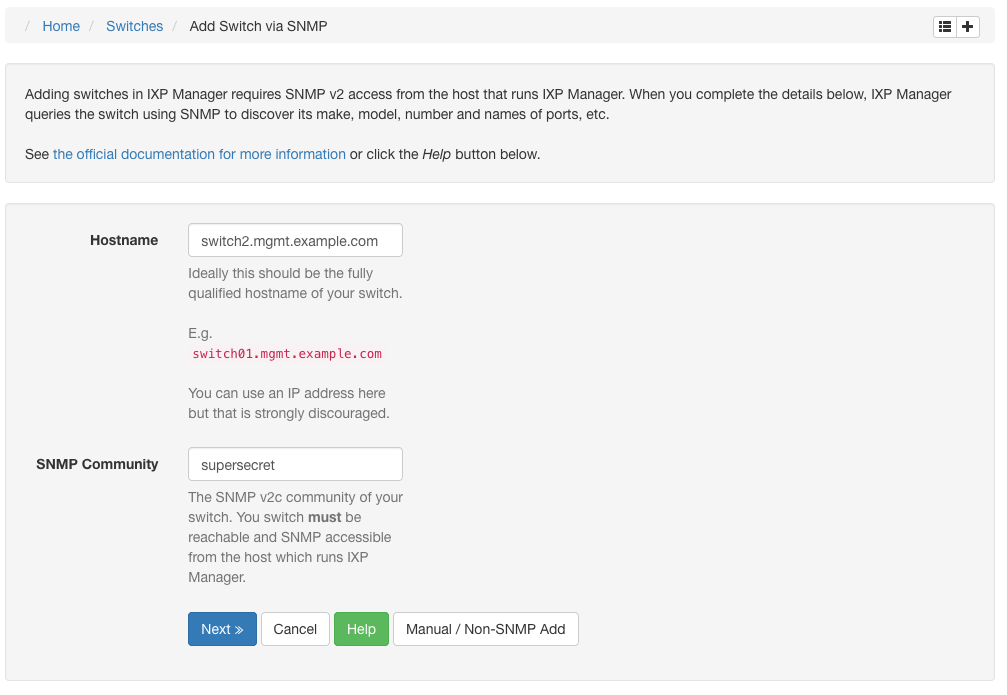 / Home / Switches / Add Switch via SNMP
Adding switches in IXP Manager requires SNMP v2 access from the host that runs IXP Manager. When you complete the details below, IXP Manager
queries the switch using SNMP to discover its make, model, number and names of ports, etc.
See the official documentation for more information or click the Help button below.
Hostname
switch2.mgmt.example.com
Ideally this should be the fully
qualified hostname of your switch.
E.g.
switch01.mgmt.example.com
You can use an IP address here
but that is strongly discouraged.
SNMP Community
supersecret
The SNMP v2c community of your
switch. You switch must be
reachable and SNMP accessible
from the host which runs IXP
Manager.
Next » Cancel Help Manual / Non-SNMP Add